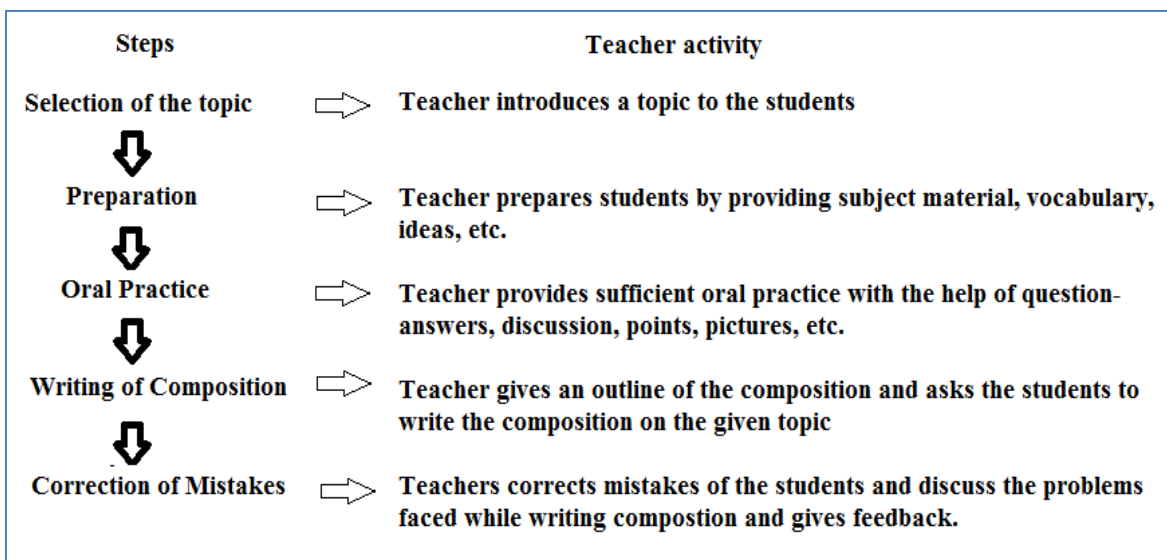 Steps
Teacher activity
Selection of the topic
Teacher introduces a topic to the students
Preparation
Teacher prepares students by providing subject material, vocabulary,
ideas, etc.
Oral Practice
Teacher provides sufficient oral practice with the help of question-
answers, discussion, points, pictures, etc.
Writing of Composition
Teacher gives an outline of the composition and asks the students to
write the composition on the given topic
Correction of Mistakes
Teachers corrects mistakes of the students and discuss the problems
faced while writing compostion and gives feedback.